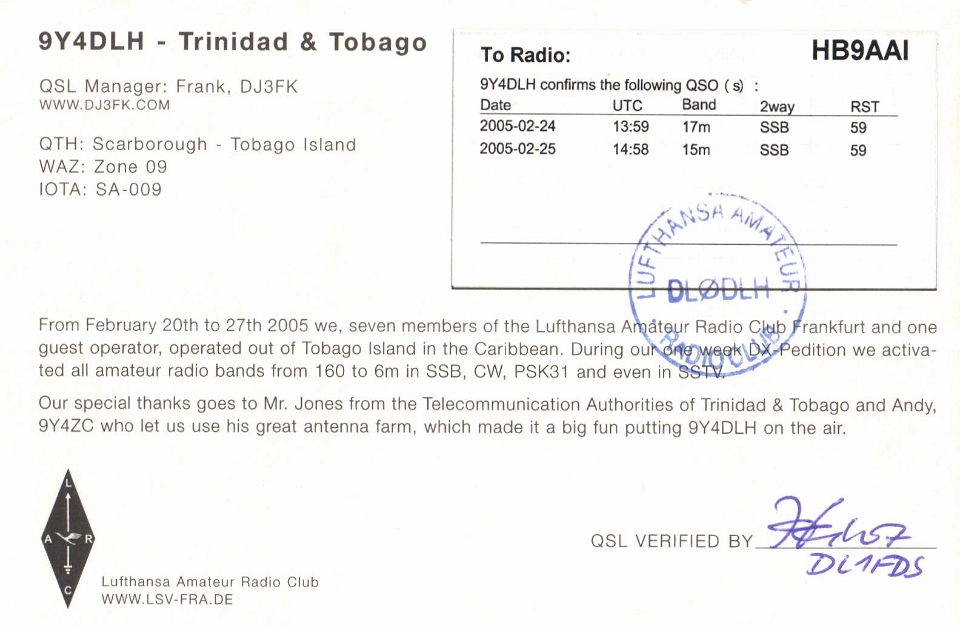 9Y4DLH - Trinidad & Tobago
QSL Manager: Frank, DJ3FK
WWW.DJ3FK.COM
QTH: Scarborough - Tobago Island
WAZ: Zone 09
IOTA: SA-009
To Radio: HB9AAI
9Y4DLH confirms the following QSO ( s) :
Date UTC Band 2way RST
2005-02-24 13:59 17m SSB 59
2005-02-25 14:58 15m SSB 59
LUFTHANSA AMATEUR
DLØDLH
RADIO CLUB
From February 20th to 27th 2005 we, seven members of the Lufthansa Amateur Radio Club Frankfurt and one
guest operator, operated out of Tobago Island in the Caribbean. During our one week DX-Pedition we activa-
ted all amateur radio bands from 160 to 6m in SSB, CW, PSK31 and even in SSTV.
Our special thanks goes to Mr. Jones from the Telecommunication Authorities of Trinidad & Tobago and Andy,
9Y4ZC who let us use his great antenna farm, which made it a big fun putting 9Y4DLH on the air.
L
A R
C
Lufthansa Amateur Radio Club
WWW.LSV-FRA.DE
QSL VERIFIED BY
DL1FDS